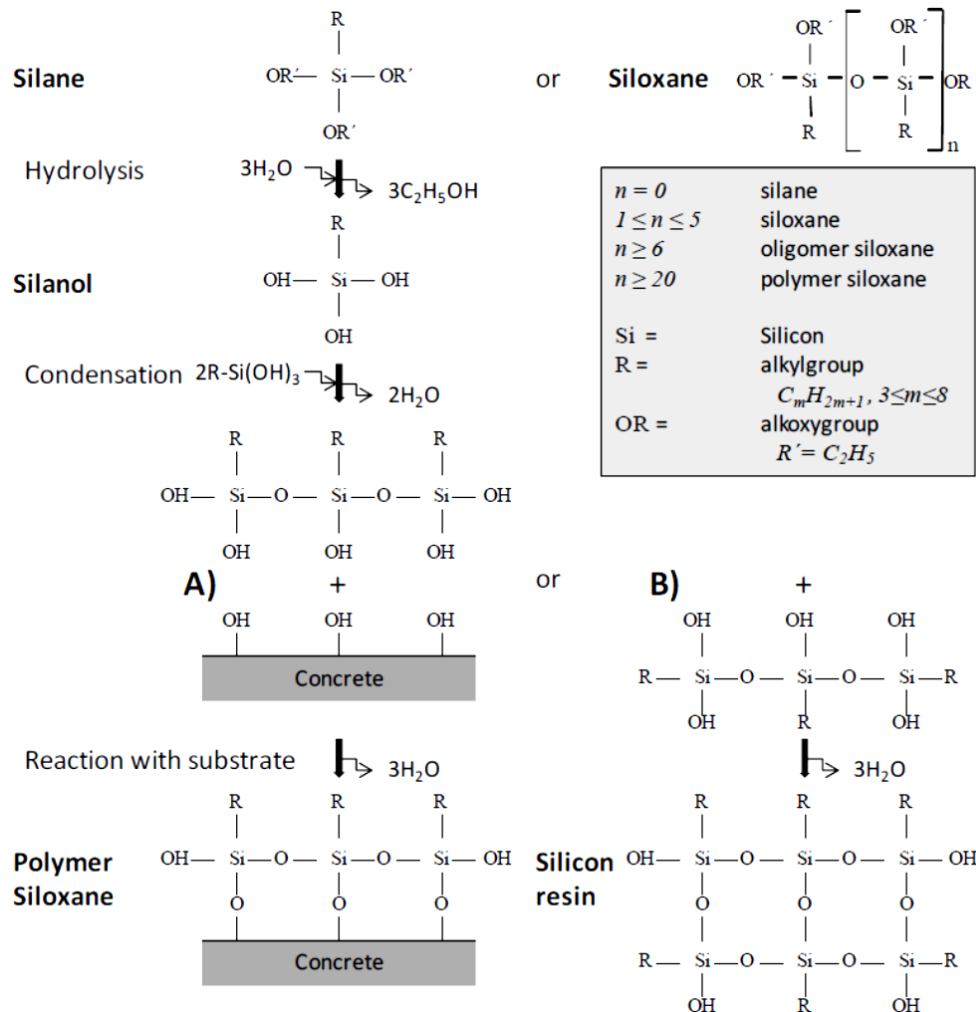 R
OR´ OR´
Silane OR´— Si —OR´ or Siloxane OR´ Si O Si OR
OR´ R R n
Hydrolysis 3H₂O 3C₂H₅OH
n = 0 silane
1 ≤ n ≤ 5 siloxane
n ≥ 6 oligomer siloxane
n ≥ 20 polymer siloxane
Si = Silicon
R = alkylgroup
CₘH₂ₘ₊₁, 3≤m≤8
OR = alkoxygroup
R´= C₂H₅
R
Silanol OH— Si —OH
OH
Condensation 2R-Si(OH)₃ 2H₂O
R R R
OH— Si —O— Si —O— Si —OH
OH OH OH
A) + or B) +
OH OH OH
Concrete
OH OH OH
R— Si —O— Si —O— Si —R
OH R OH
Reaction with substrate 3H₂O
3H₂O
R R R
Polymer Siloxane
OH— Si —O— Si —O— Si —OH
O O O
Concrete
R R R
Silicon resin
OH— Si —O— Si —O— Si —OH
O O O
R— Si —O— Si —O— Si —R
OH R OH